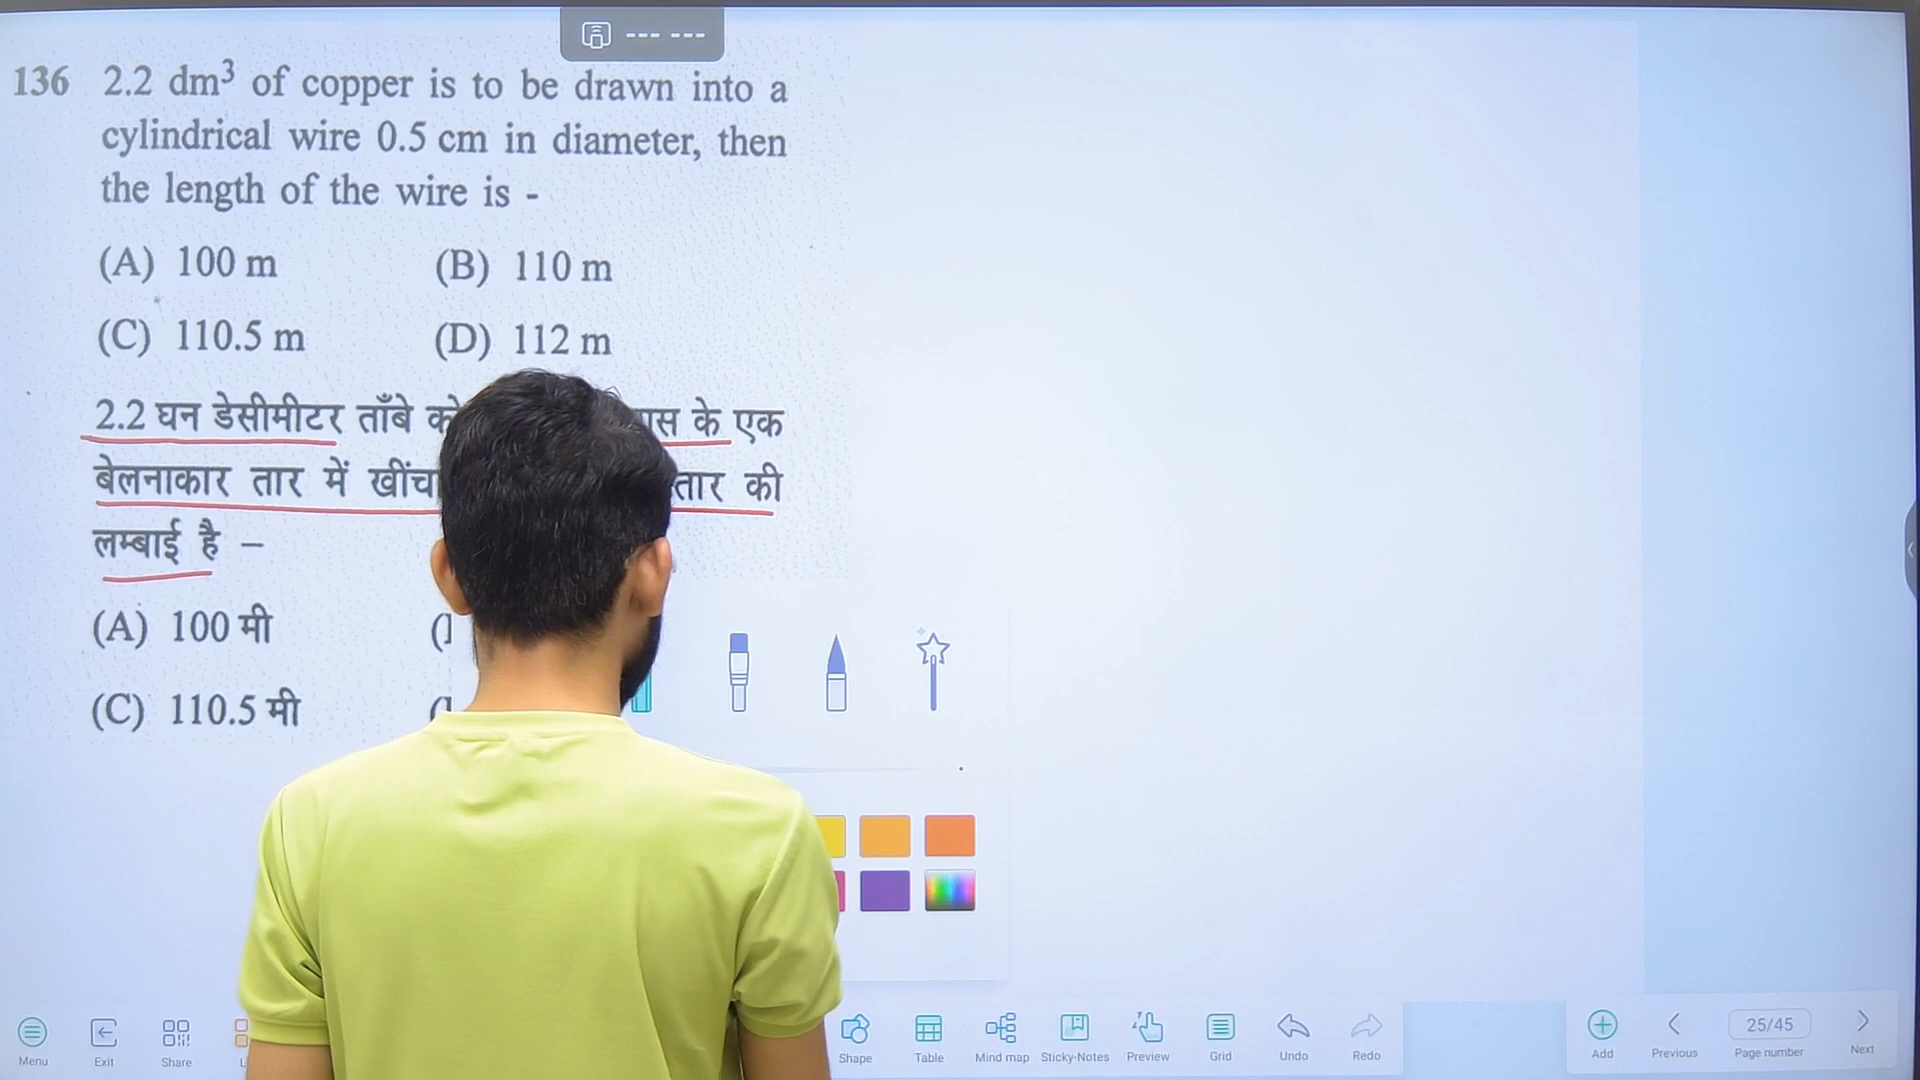 --- ---
136 2.2 dm³ of copper is to be drawn into a
cylindrical wire 0.5 cm in diameter, then
the length of the wire is -
(A) 100 m (B) 110 m
(C) 110.5 m (D) 112 m
2.2 घन डेसीमीटर ताँबे को के एक
बेलनाकार तार में तार की
लम्बाई है –
(A) 100 मी
(C) 110.5 मी
Menu Exit Share Shape Table Mind map Sticky-Notes Preview Grid Undo Redo Add Previous 25/45 Page number Next